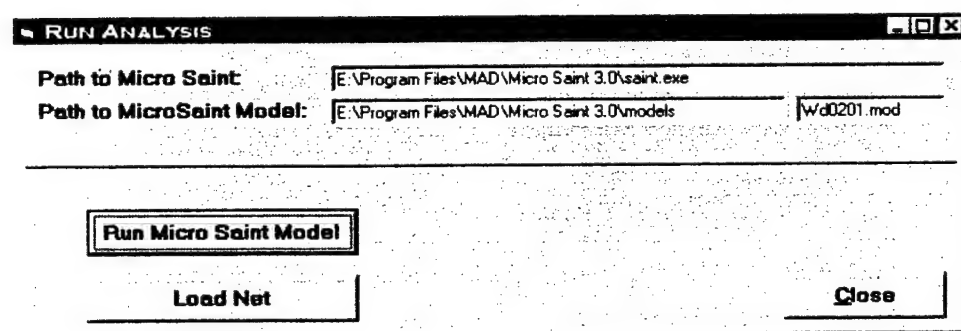 RUN ANALYSIS
Path to Micro Saint: E:\Program Files\MAD\Micro Saint 3.0\saint.exe
Path to MicroSaint Model: E:\Program Files\MAD\Micro Saint 3.0\models Wd0201.mod
Run Micro Saint Model
Load Net
Close